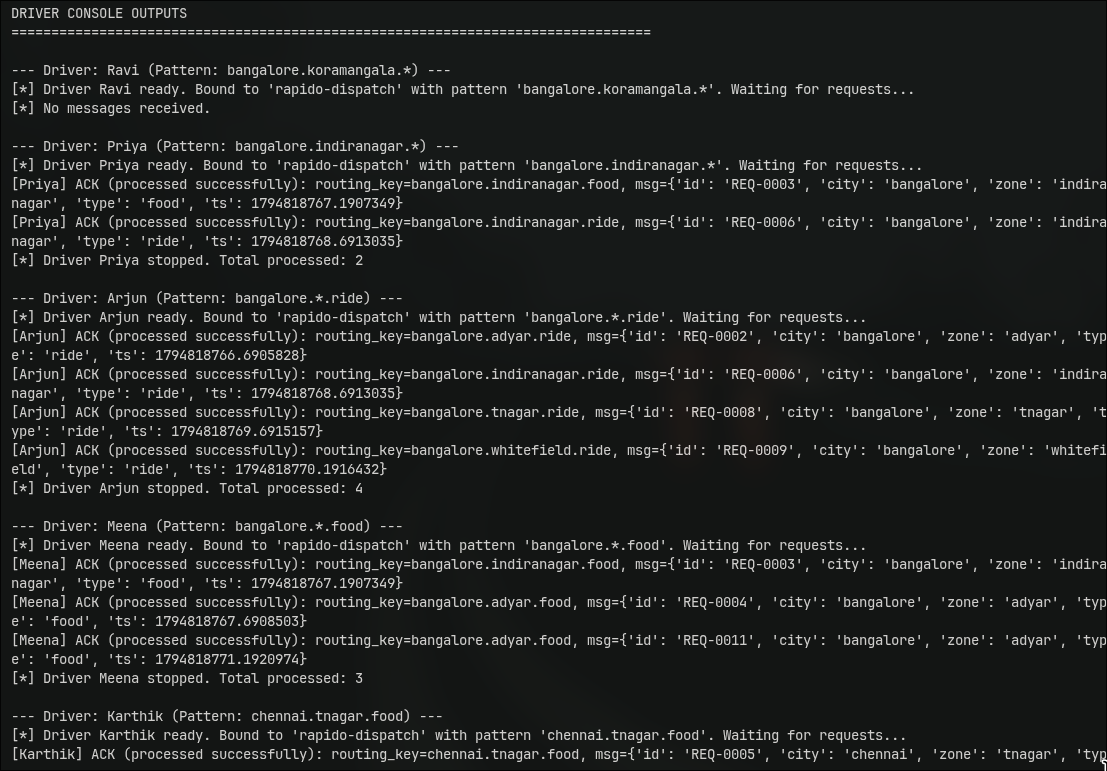 DRIVER CONSOLE OUTPUTS
================================================================================
--- Driver: Ravi (Pattern: bangalore.koramangala.*) ---
[*] Driver Ravi ready. Bound to 'rapido-dispatch' with pattern 'bangalore.koramangala.*'. Waiting for requests...
[*] No messages received.
--- Driver: Priya (Pattern: bangalore.indiranagar.*) ---
[*] Driver Priya ready. Bound to 'rapido-dispatch' with pattern 'bangalore.indiranagar.*'. Waiting for requests...
[Priya] ACK (processed successfully): routing_key=bangalore.indiranagar.food, msg={'id': 'REQ-0003', 'city': 'bangalore', 'zone': 'indira
nagar', 'type': 'food', 'ts': 1794818767.1907349}
[Priya] ACK (processed successfully): routing_key=bangalore.indiranagar.ride, msg={'id': 'REQ-0006', 'city': 'bangalore', 'zone': 'indira
nagar', 'type': 'ride', 'ts': 1794818768.6913035}
[*] Driver Priya stopped. Total processed: 2
--- Driver: Arjun (Pattern: bangalore.*.ride) ---
[*] Driver Arjun ready. Bound to 'rapido-dispatch' with pattern 'bangalore.*.ride'. Waiting for requests...
[Arjun] ACK (processed successfully): routing_key=bangalore.adyar.ride, msg={'id': 'REQ-0002', 'city': 'bangalore', 'zone': 'adyar', 'typ
e': 'ride', 'ts': 1794818766.6905828}
[Arjun] ACK (processed successfully): routing_key=bangalore.indiranagar.ride, msg={'id': 'REQ-0006', 'city': 'bangalore', 'zone': 'indira
nagar', 'type': 'ride', 'ts': 1794818768.6913035}
[Arjun] ACK (processed successfully): routing_key=bangalore.tnagar.ride, msg={'id': 'REQ-0008', 'city': 'bangalore', 'zone': 'tnagar', 't
ype': 'ride', 'ts': 1794818769.6915157}
[Arjun] ACK (processed successfully): routing_key=bangalore.whitefield.ride, msg={'id': 'REQ-0009', 'city': 'bangalore', 'zone': 'whitefi
eld', 'type': 'ride', 'ts': 1794818770.1916432}
[*] Driver Arjun stopped. Total processed: 4
--- Driver: Meena (Pattern: bangalore.*.food) ---
[*] Driver Meena ready. Bound to 'rapido-dispatch' with pattern 'bangalore.*.food'. Waiting for requests...
[Meena] ACK (processed successfully): routing_key=bangalore.indiranagar.food, msg={'id': 'REQ-0003', 'city': 'bangalore', 'zone': 'indira
nagar', 'type': 'food', 'ts': 1794818767.1907349}
[Meena] ACK (processed successfully): routing_key=bangalore.adyar.food, msg={'id': 'REQ-0004', 'city': 'bangalore', 'zone': 'adyar', 'typ
e': 'food', 'ts': 1794818767.6908503}
[Meena] ACK (processed successfully): routing_key=bangalore.adyar.food, msg={'id': 'REQ-0011', 'city': 'bangalore', 'zone': 'adyar', 'typ
e': 'food', 'ts': 1794818771.1920974}
[*] Driver Meena stopped. Total processed: 3
--- Driver: Karthik (Pattern: chennai.tnagar.food) ---
[*] Driver Karthik ready. Bound to 'rapido-dispatch' with pattern 'chennai.tnagar.food'. Waiting for requests...
[Karthik] ACK (processed successfully): routing_key=chennai.tnagar.food, msg={'id': 'REQ-0005', 'city': 'chennai', 'zone': 'tnagar', 'typ